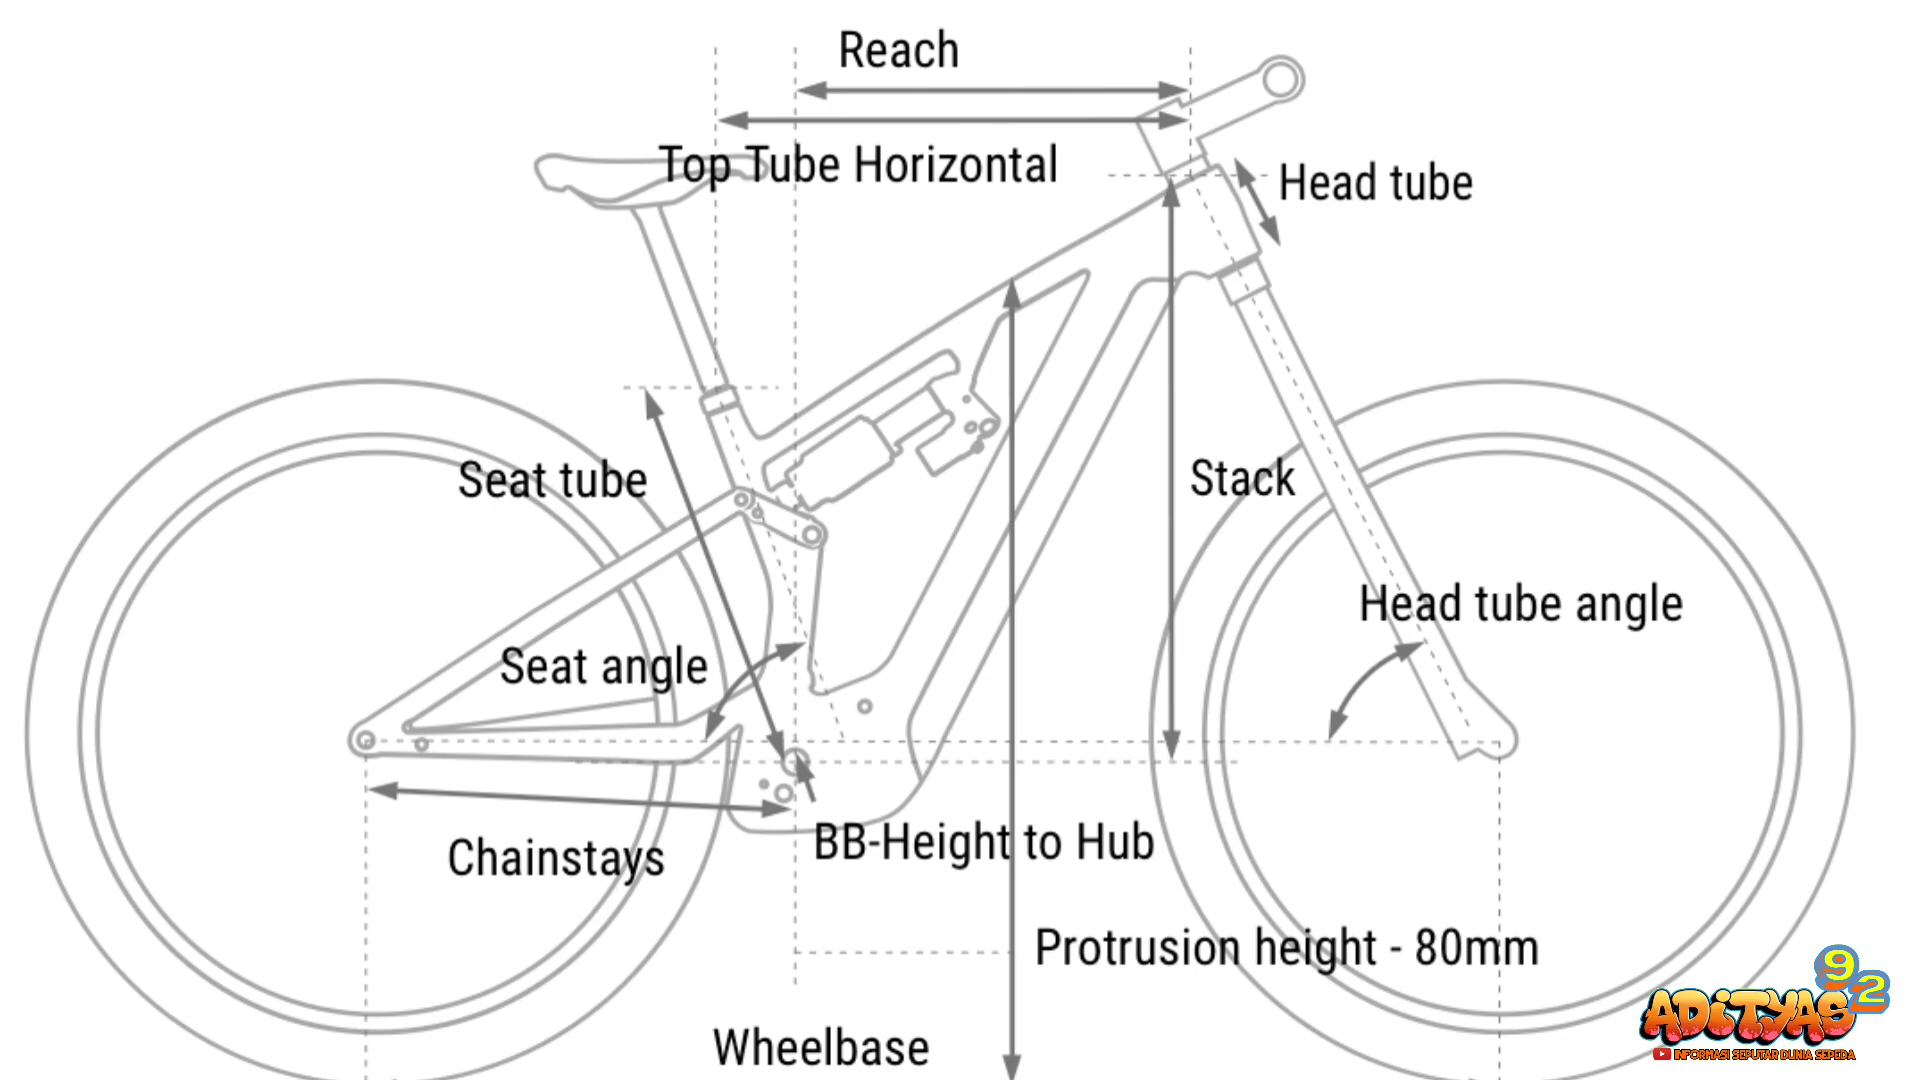 Reach
Top Tube Horizontal
Head tube
Seat tube
Stack
Head tube angle
Seat angle
BB-Height to Hub
Chainstays
Protrusion height - 80mm
Wheelbase
92
ADITYAS
INFORMASI SEPUTAR DUNIA SEPEDA